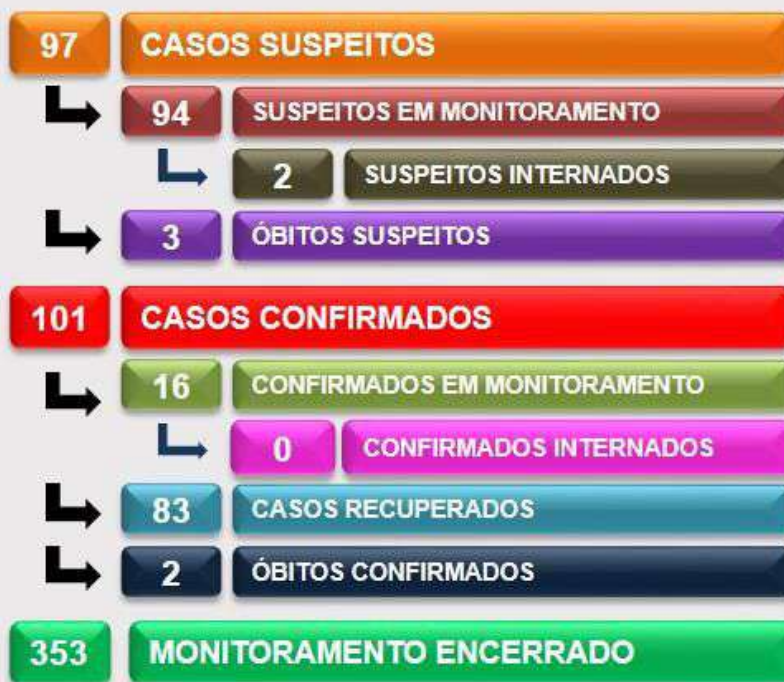 97 CASOS SUSPEITOS
94 SUSPEITOS EM MONITORAMENTO
2 SUSPEITOS INTERNADOS
3 ÓBITOS SUSPEITOS
101 CASOS CONFIRMADOS
16 CONFIRMADOS EM MONITORAMENTO
0 CONFIRMADOS INTERNADOS
83 CASOS RECUPERADOS
2 ÓBITOS CONFIRMADOS
353 MONITORAMENTO ENCERRADO